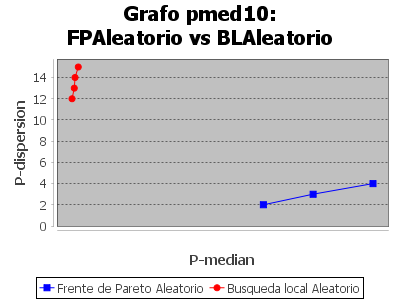 Grafo pmed10:
FPAleatorio vs BLAleatorio
P-dispersion
14
12
10
8
6
4
2
0
P-median
Frente de Pareto Aleatorio
Busqueda local Aleatorio